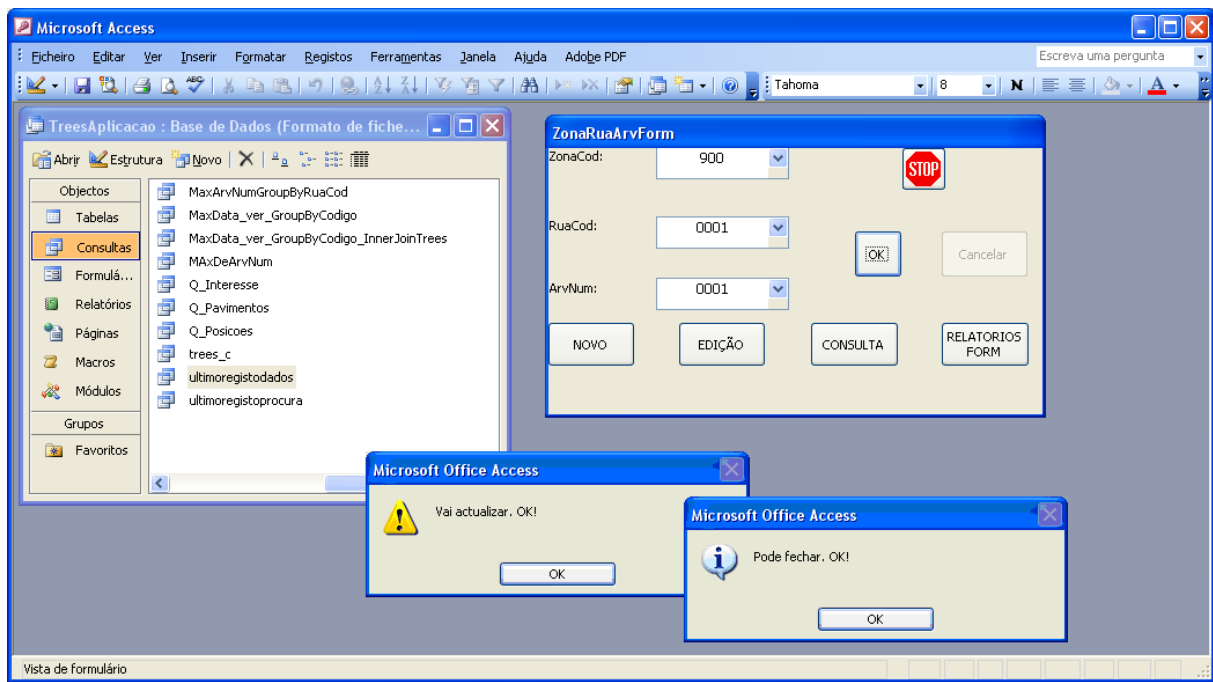 Microsoft Access
Ficheiro Editar Ver Inserir Formatar Registos Ferramentas Janela Ajuda Adobe PDF Escreva uma pergunta
Tahoma 8 N A
TreesAplicacao : Base de Dados (Formato de fiche...
Abrir Estrutura Novo
Objectos
Tabelas
Consultas
Formulá...
Relatórios
Páginas
Macros
Módulos
Grupos
Favoritos
MaxArvNumGroupByRuaCod
MaxData_ver_GroupByCodigo
MaxData_ver_GroupByCodigo_InnerJoinTrees
MAxDeArvNum
Q_Interesse
Q_Pavimentos
Q_Posicoes
trees_c
ultimoregistodados
ultimoregistoprocura
ZonaRuaArvForm
ZonaCod: 900
STOP
RuaCod: 0001
OK Cancelar
ArvNum: 0001
NOVO EDIÇÃO CONSULTA RELATORIOS FORM
Microsoft Office Access
Vai actualizar. OK!
OK
Microsoft Office Access
Pode fechar. OK!
OK
Vista de formulário